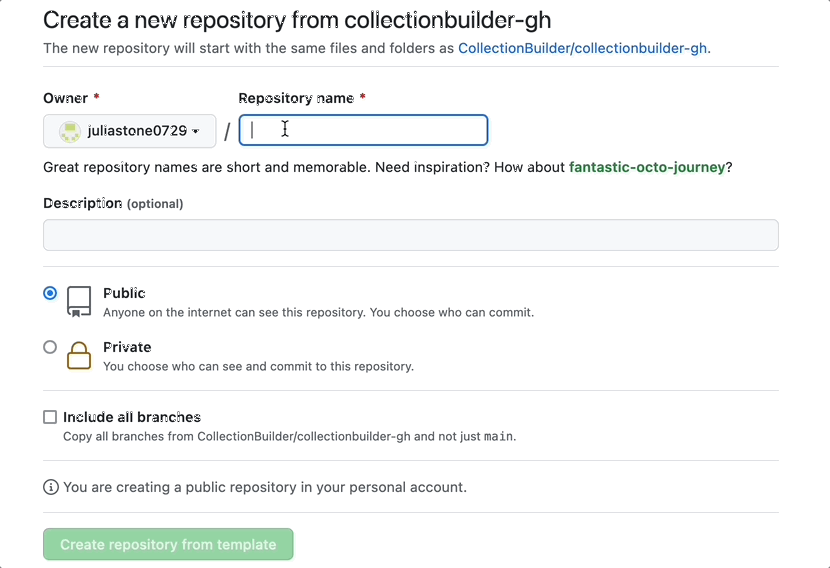 Create a new repository from collectionbuilder-gh
The new repository will start with the same files and folders as CollectionBuilder/collectionbuilder-gh.
Owner * Repository name *
juliastone0729 /
Great repository names are short and memorable. Need inspiration? How about fantastic-octo-journey?
Description (optional)
Public
Anyone on the internet can see this repository. You choose who can commit.
Private
You choose who can see and commit to this repository.
Include all branches
Copy all branches from CollectionBuilder/collectionbuilder-gh and not just main.
You are creating a public repository in your personal account.
Create repository from template